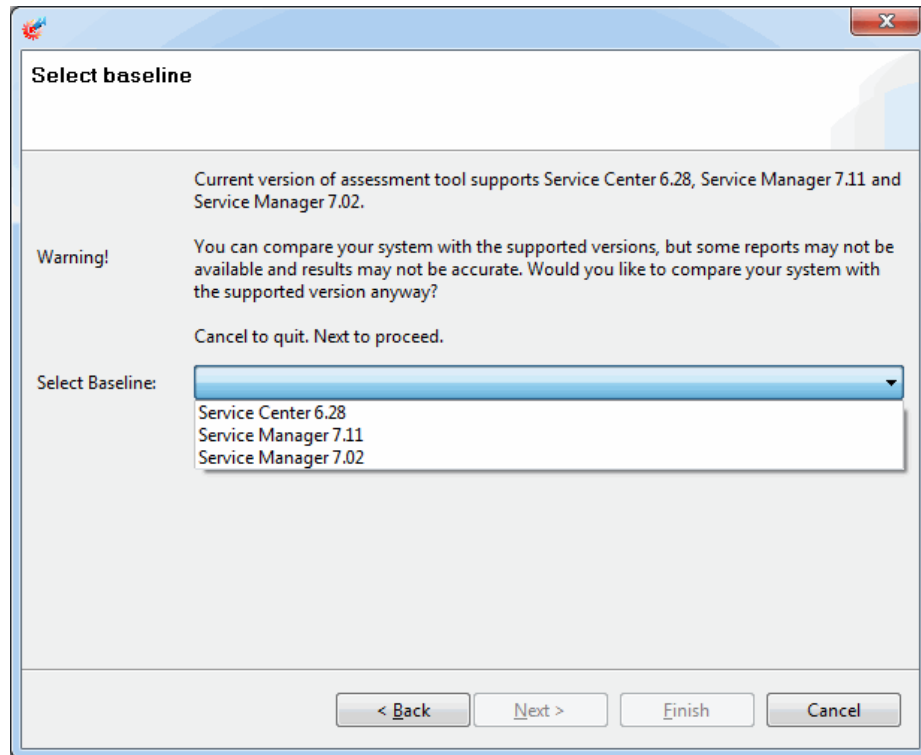 Select baseline
Current version of assessment tool supports Service Center 6.28, Service Manager 7.11 and
Service Manager 7.02.
Warning!
You can compare your system with the supported versions, but some reports may not be
available and results may not be accurate. Would you like to compare your system with
the supported version anyway?
Cancel to quit. Next to proceed.
Select Baseline:
Service Center 6.28
Service Manager 7.11
Service Manager 7.02
< Back
Next >
Finish
Cancel